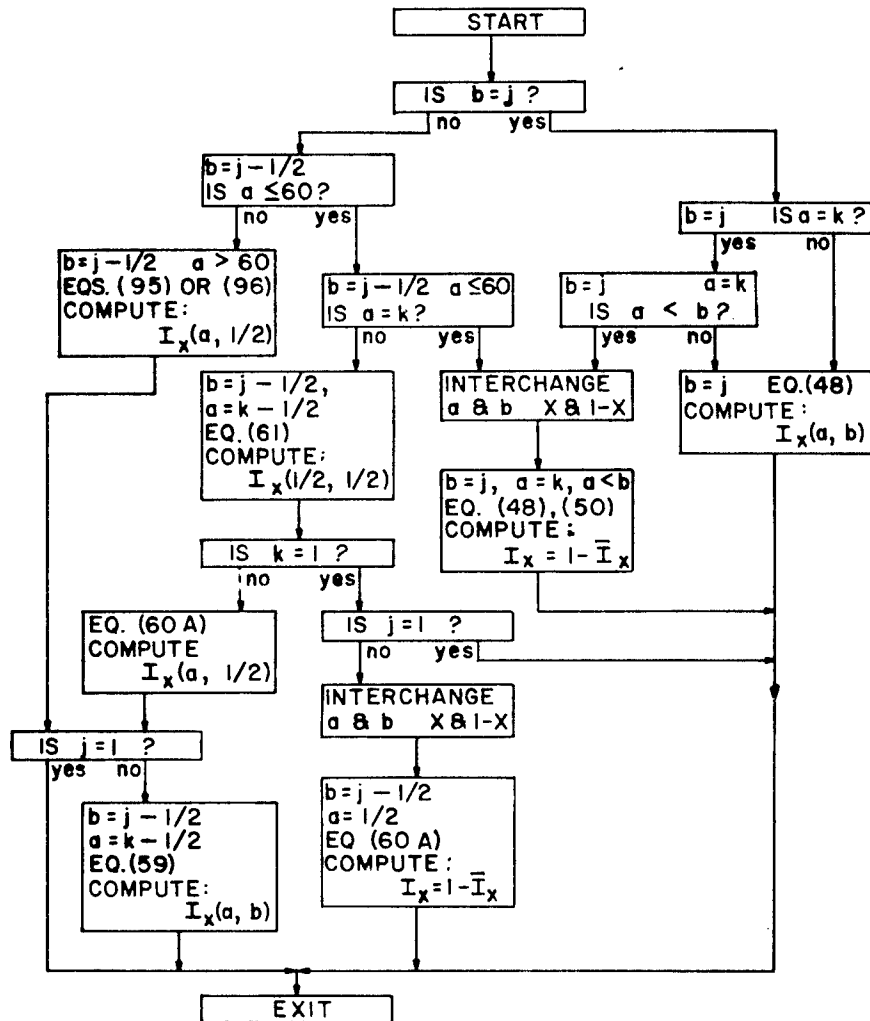 START
IS b = j ?
no yes
b = j - 1/2
IS a ≤ 60 ?
no yes
b = j IS a = k ?
yes no
b = j - 1/2 a > 60
EQS. (95) OR (96)
COMPUTE:
I_x(a, 1/2)
b = j - 1/2 a ≤ 60
IS a = k ?
no yes
b = j a = k
IS a < b ?
yes no
b = j - 1/2,
a = k - 1/2
EQ. (61)
COMPUTE:
I_x(1/2, 1/2)
INTERCHANGE
a & b X & 1-X
b = j EQ.(48)
COMPUTE:
I_x(a, b)
b = j, a = k, a < b
EQ. (48), (50)
COMPUTE:
I_x = 1 - Ī_x
IS k = 1 ?
no yes
EQ. (60 A)
COMPUTE
I_x(a, 1/2)
IS j = 1 ?
no yes
INTERCHANGE
a & b X & 1-X
IS j = 1 ?
yes no
b = j - 1/2
a = k - 1/2
EQ.(59)
COMPUTE:
I_x(a, b)
b = j - 1/2
a = 1/2
EQ (60 A)
COMPUTE:
I_x = 1 - Ī_x
EXIT